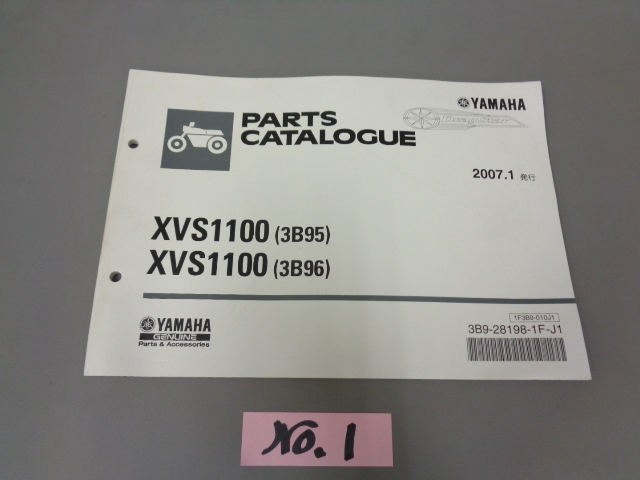 YAMAHA
PARTS
CATALOGUE
2007.1 発行
XVS1100 (3B95)
XVS1100 (3B96)
YAMAHA
GENUINE
Parts & Accessories
1F3B9-010J1
3B9-28198-1F-J1
No. 1